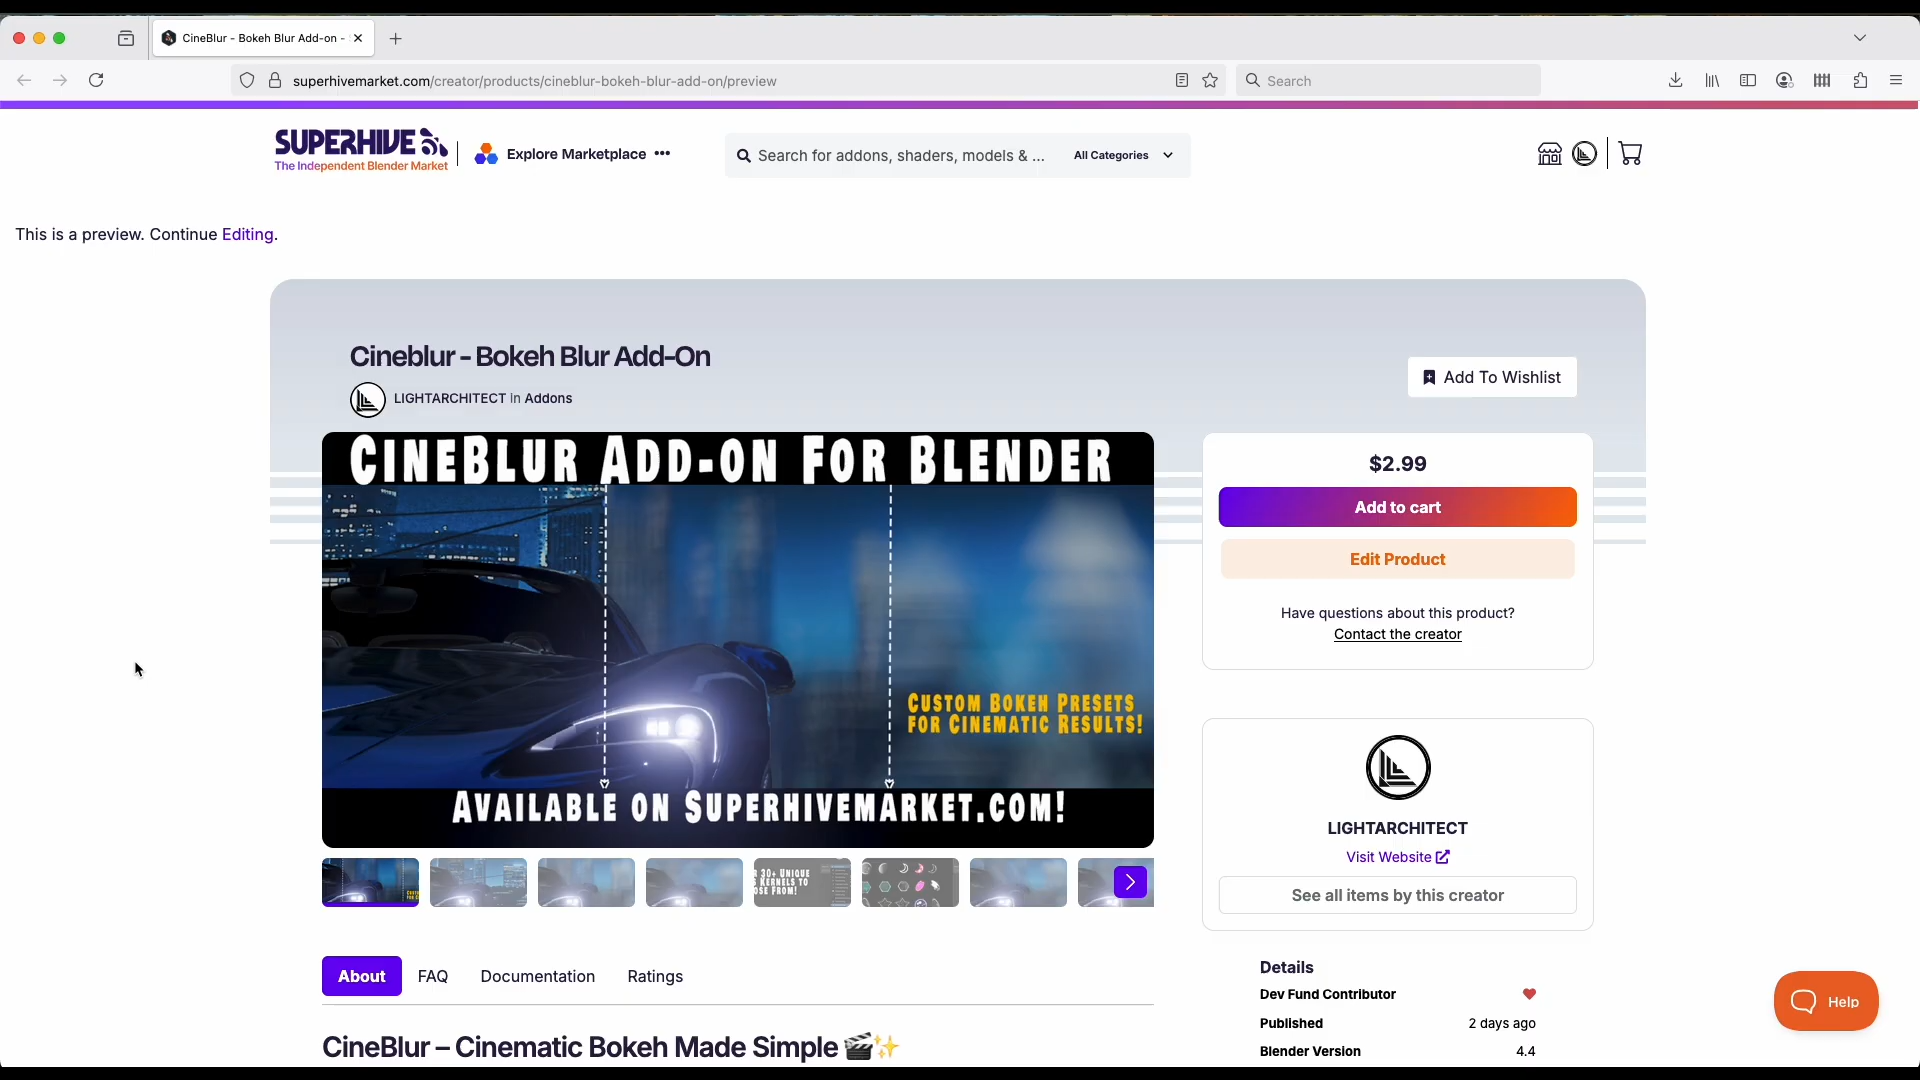 CineBlur - Bokeh Blur Add-on -
superhivemarket.com/creator/products/cineblur-bokeh-blur-add-on/preview
Search
SUPERHIVE
The Independent Blender Market
Explore Marketplace
Search for addons, shaders, models & ...
All Categories
This is a preview. Continue Editing.
Cineblur - Bokeh Blur Add-On
LIGHTARCHITECT in Addons
Add To Wishlist
CINEBLUR ADD-ON FOR BLENDER
CUSTOM BOKEH PRESETS
FOR CINEMATIC RESULTS!
AVAILABLE ON SUPERHIVEMARKET.COM!
$2.99
Add to cart
Edit Product
Have questions about this product?
Contact the creator
30+ UNIQUE
KERNELS TO
LIGHTARCHITECT
Visit Website
See all items by this creator
About
FAQ
Documentation
Ratings
Details
Dev Fund Contributor
Published
2 days ago
Blender Version
4.4
CineBlur – Cinematic Bokeh Made Simple 🎬✨
Help